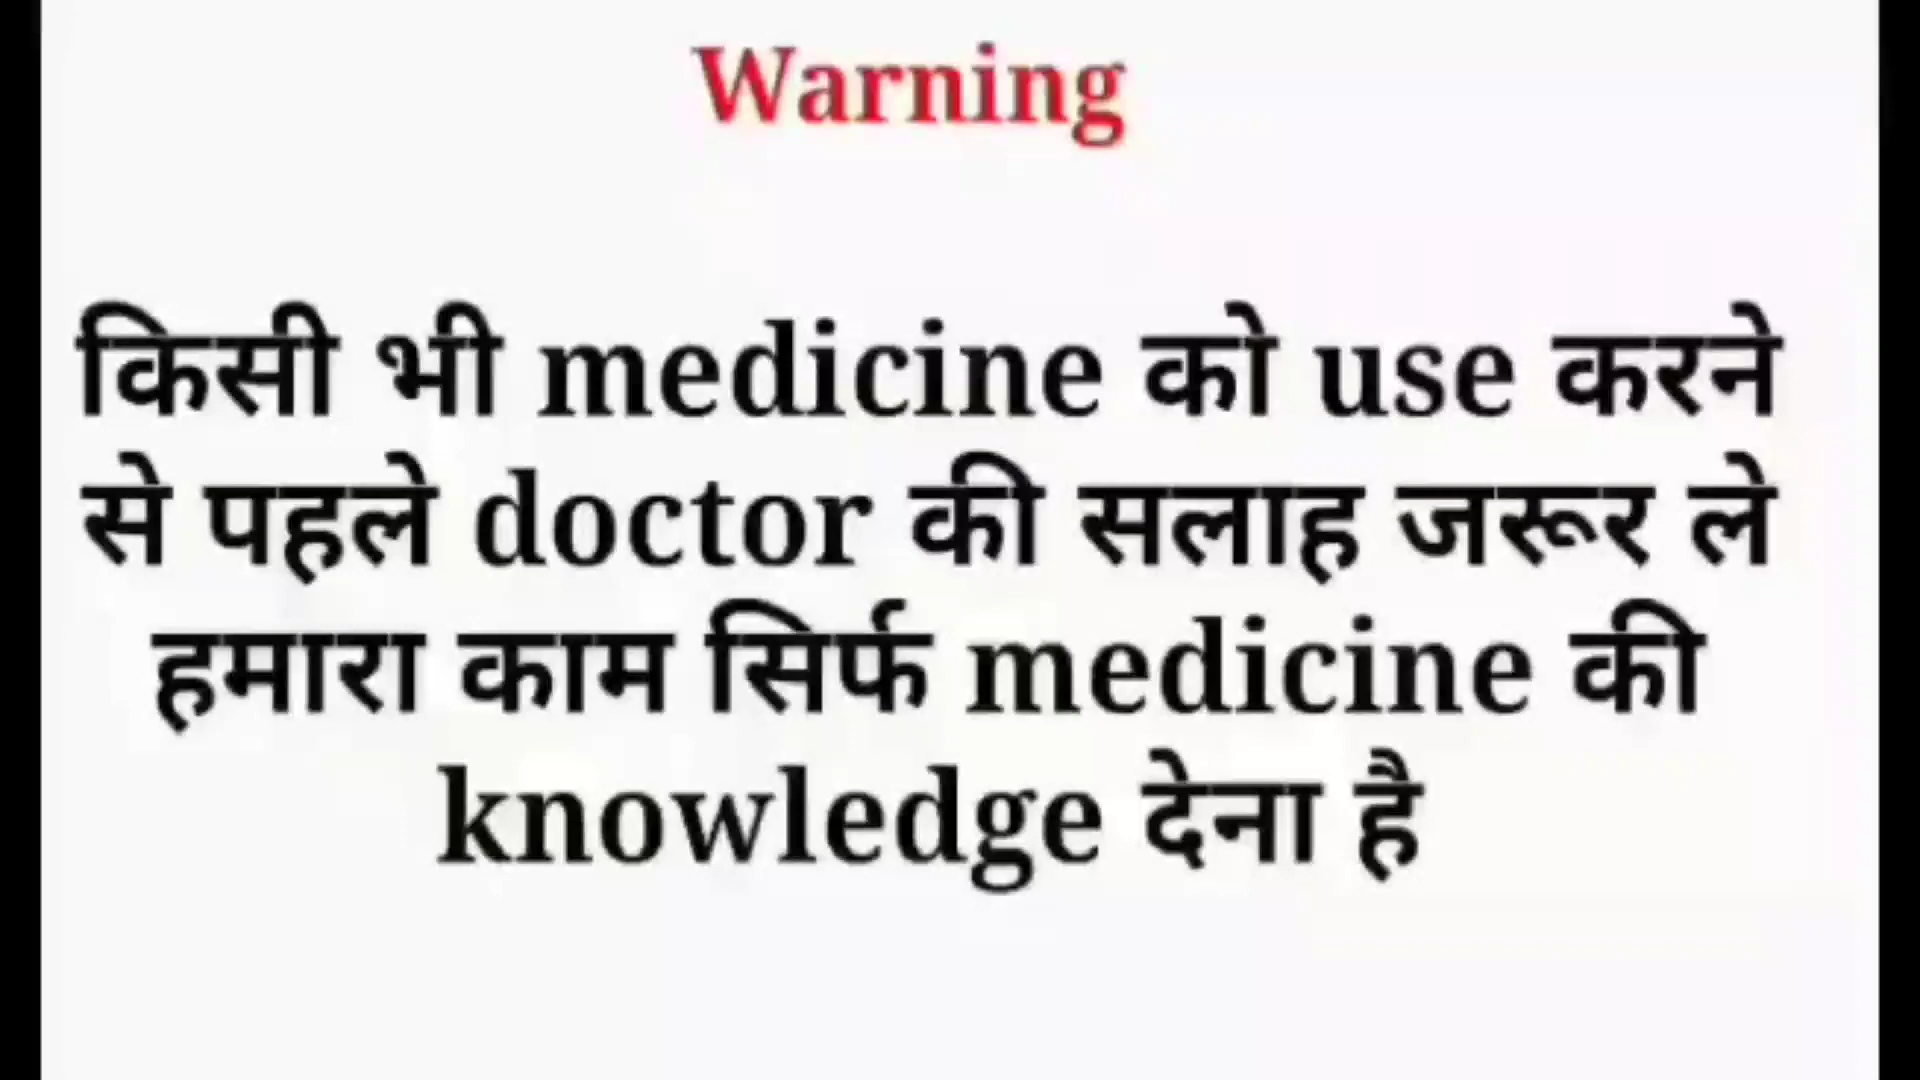 Warning
किसी भी medicine को use करने
से पहले doctor की सलाह जरूर ले
हमारा काम सिर्फ medicine की
knowledge देना है